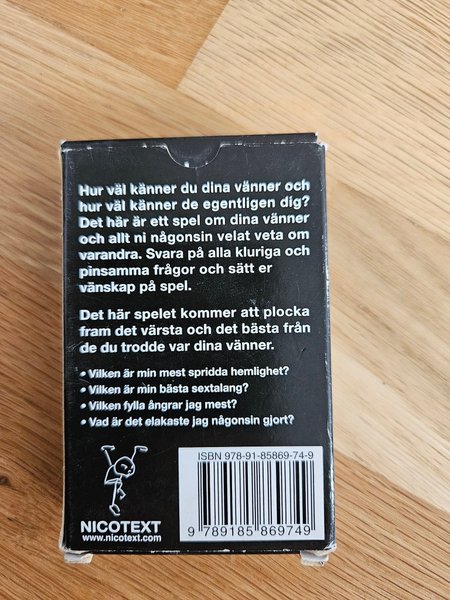 Hur väl känner du dina vänner och
hur väl känner de egentligen dig?
Det här är ett spel om dina vänner
och allt ni någonsin velat veta om
varandra. Svara på alla kluriga och
pinsamma frågor och sätt er
vänskap på spel.
Det här spelet kommer att plocka
fram det värsta och det bästa från
de du trodde var dina vänner.
• Vilken är min mest spridda hemlighet?
• Vilken är min bästa sextalang?
• Vilken fylla ångrar jag mest?
• Vad är det elakaste jag någonsin gjort?
ISBN 978-91-85869-74-9
9 789185 869749
NICOTEXT
www.nicotext.com